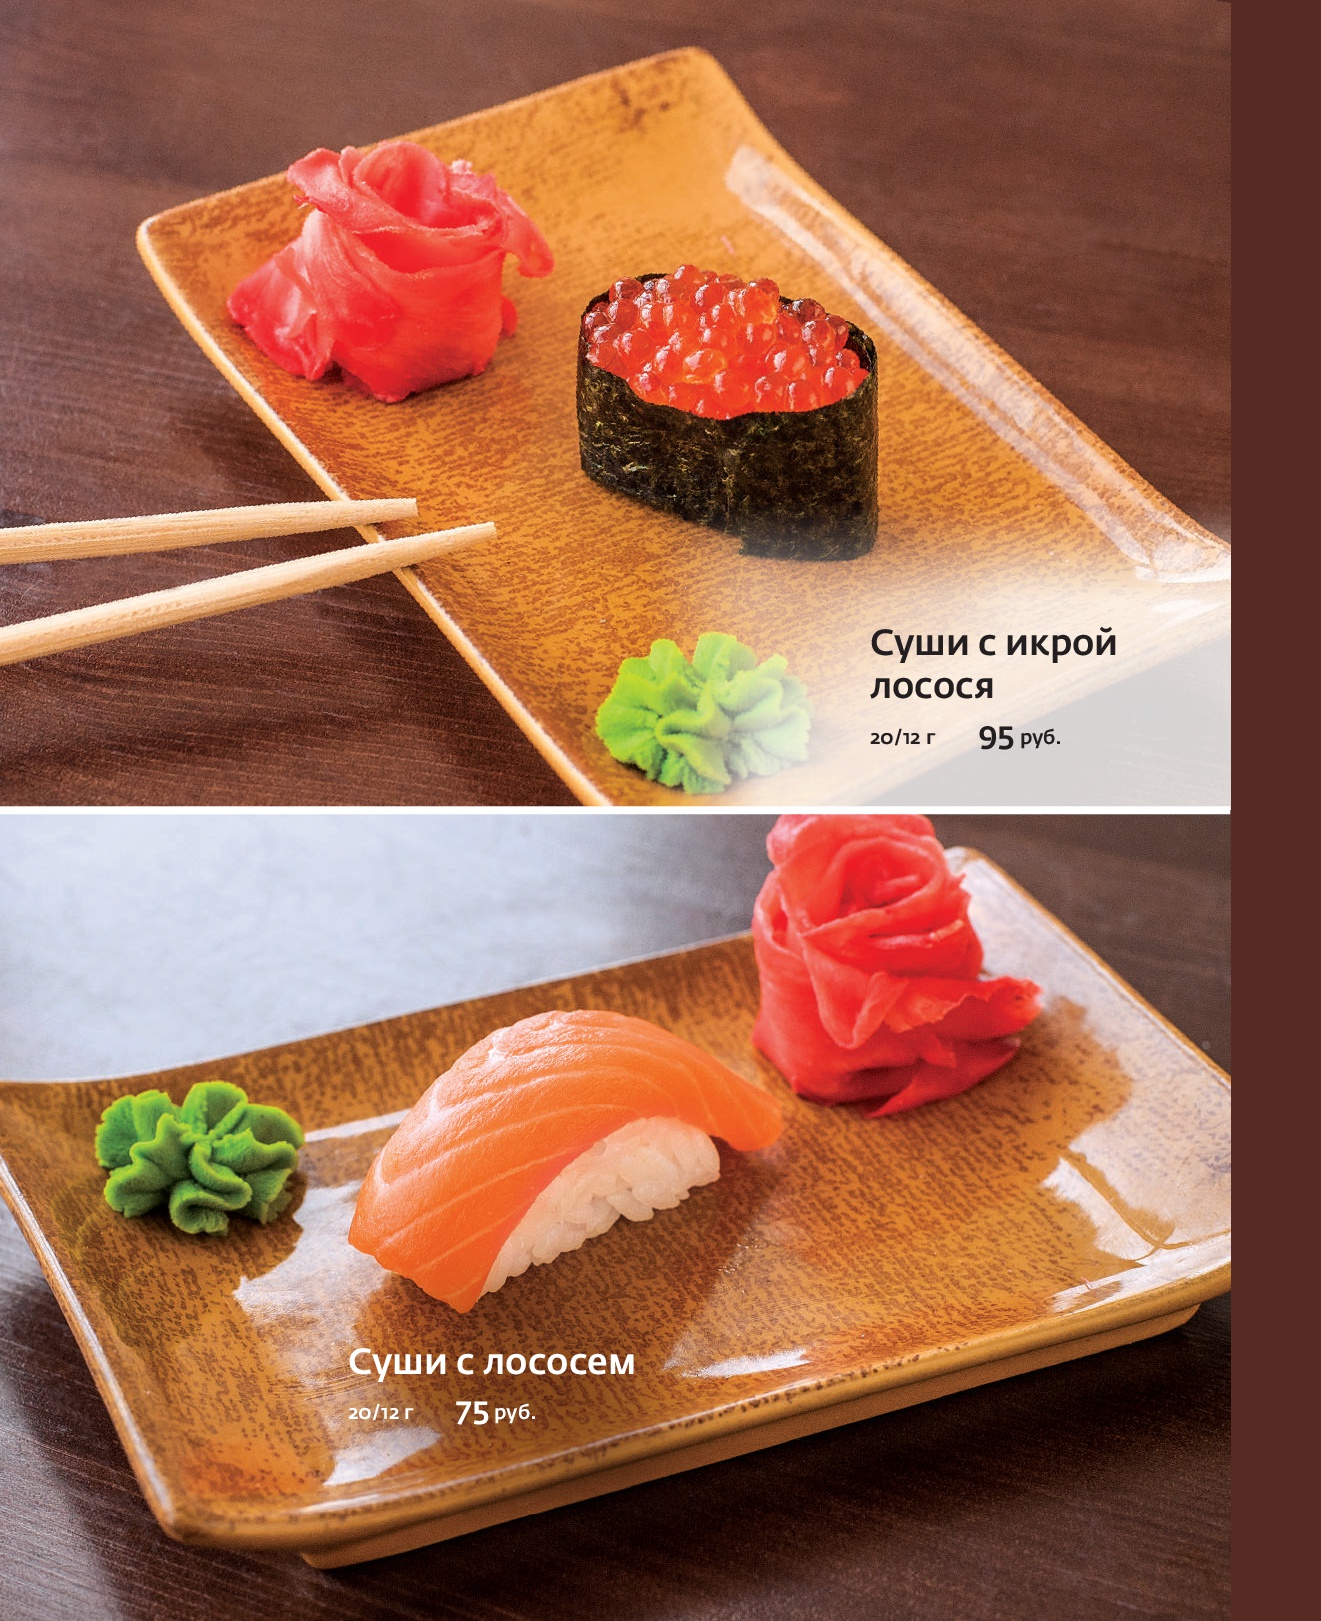 Суши с икрой
лосося
20/12 г 95 руб.
Суши с лососем
20/12 г 75 руб.